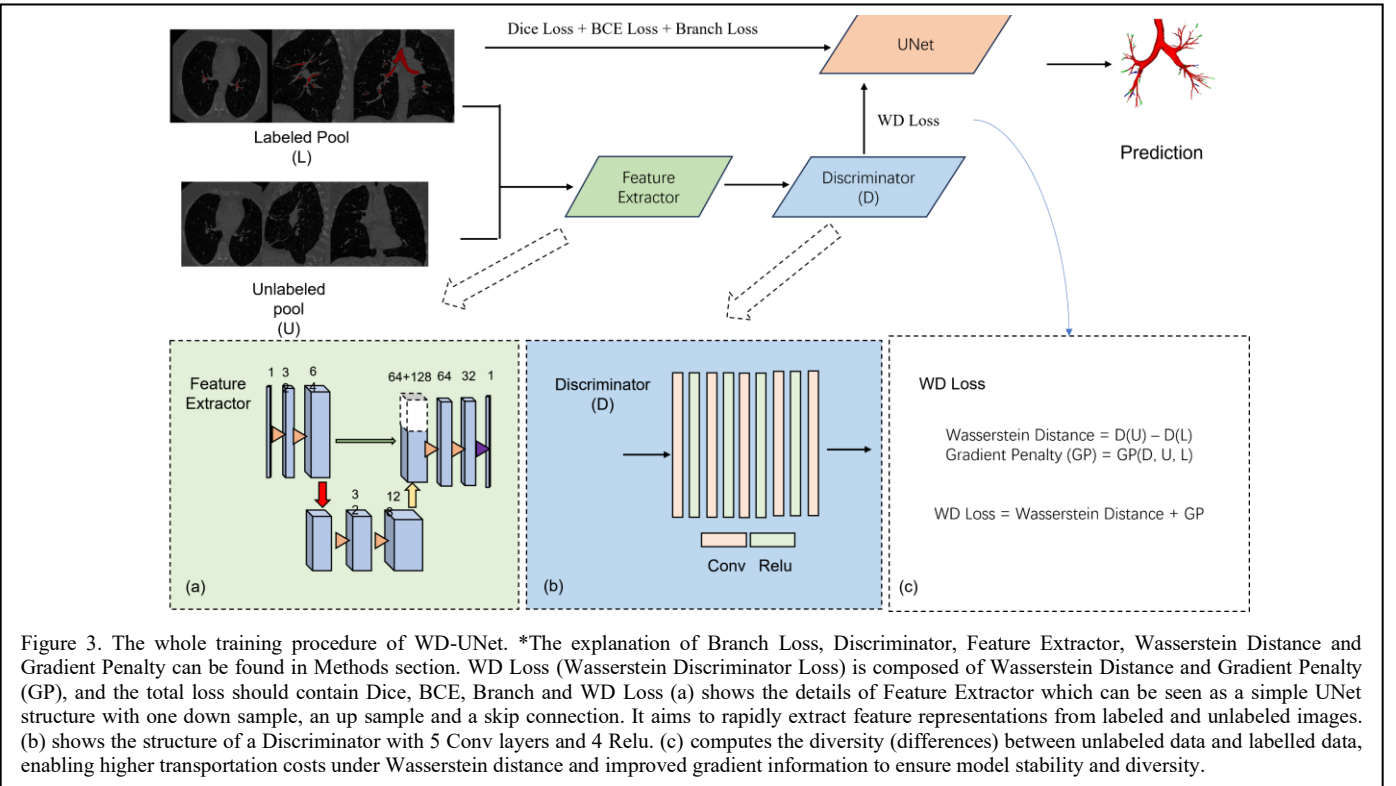 Dice Loss + BCE Loss + Branch Loss
UNet
Labeled Pool
(L)
WD Loss
Prediction
Feature
Extractor
Discriminator
(D)
Unlabeled
pool
(U)
Feature
Extractor
1 3
2
6
4
64+128 64 32 1
3
2
12
8
(a)
Discriminator
(D)
Conv Relu
(b)
WD Loss
Wasserstein Distance = D(U) – D(L)
Gradient Penalty (GP) = GP(D, U, L)
WD Loss = Wasserstein Distance + GP
(c)
Figure 3. The whole training procedure of WD-UNet. *The explanation of Branch Loss, Discriminator, Feature Extractor, Wasserstein Distance and
Gradient Penalty can be found in Methods section. WD Loss (Wasserstein Discriminator Loss) is composed of Wasserstein Distance and Gradient Penalty
(GP), and the total loss should contain Dice, BCE, Branch and WD Loss (a) shows the details of Feature Extractor which can be seen as a simple UNet
structure with one down sample, an up sample and a skip connection. It aims to rapidly extract feature representations from labeled and unlabeled images.
(b) shows the structure of a Discriminator with 5 Conv layers and 4 Relu. (c) computes the diversity (differences) between unlabeled data and labelled data,
enabling higher transportation costs under Wasserstein distance and improved gradient information to ensure model stability and diversity.